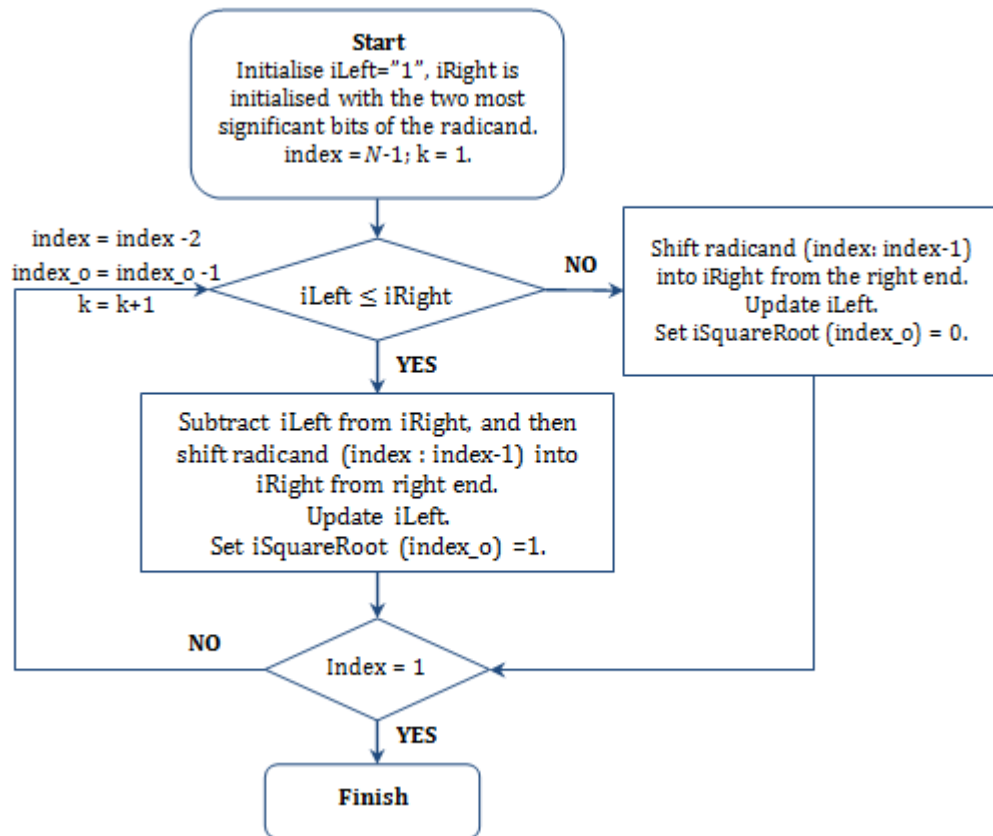 Start
Initialise iLeft=”1”, iRight is
initialised with the two most
significant bits of the radicand.
index = N-1; k = 1.
index = index -2
index_o = index_o -1
k = k+1
iLeft ≤ iRight
NO
Shift radicand (index: index-1)
into iRight from the right end.
Update iLeft.
Set iSquareRoot (index_o) = 0.
YES
Subtract iLeft from iRight, and then
shift radicand (index : index-1) into
iRight from right end.
Update iLeft.
Set iSquareRoot (index_o) =1.
NO
Index = 1
YES
Finish